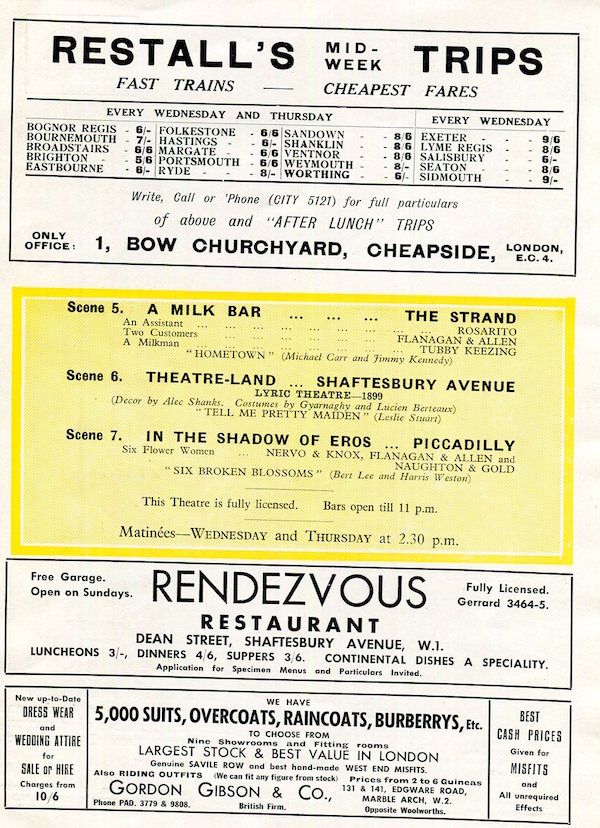 RESTALL'S MID-WEEK TRIPS
FAST TRAINS — CHEAPEST FARES
EVERY WEDNESDAY AND THURSDAY
BOGNOR REGIS - 6/-
BOURNEMOUTH - 7/-
BROADSTAIRS - 6/6
BRIGHTON - 5/6
EASTBOURNE - 6/-
FOLKESTONE - 6/6
HASTINGS - - 6/-
MARGATE - - 6/6
PORTSMOUTH - 6/6
RYDE - - - 8/-
SANDOWN - 8/6
SHANKLIN - 8/6
VENTNOR - 8/6
WEYMOUTH - 8/-
WORTHING - 6/-
EVERY WEDNESDAY
EXETER - - 9/6
LYME REGIS - 8/6
SALISBURY - 6/-
SEATON - - 8/6
SIDMOUTH - - 9/-
Write, Call or 'Phone (CITY 5121) for full particulars
of above and "AFTER LUNCH" TRIPS
ONLY OFFICE: 1, BOW CHURCHYARD, CHEAPSIDE, LONDON, E.C. 4.
Scene 5. A MILK BAR ... ... ... THE STRAND
An Assistant ... ... ... ... ... ... ... ROSARITO
Two Customers ... ... ... ... ... FLANAGAN & ALLEN
A Milkman ... ... ... ... ... ... TUBBY KEEZING
"HOMETOWN" (Michael Carr and Jimmy Kennedy)
Scene 6. THEATRE-LAND ... SHAFTESBURY AVENUE
LYRIC THEATRE—1899
(Decor by Alec Shanks. Costumes by Gyarnaghy and Lucien Berteaux)
"TELL ME PRETTY MAIDEN" (Leslie Stuart)
Scene 7. IN THE SHADOW OF EROS ... PICCADILLY
Six Flower Women ... NERVO & KNOX, FLANAGAN & ALLEN and
NAUGHTON & GOLD
"SIX BROKEN BLOSSOMS" (Bert Lee and Harris Weston)
This Theatre is fully licensed. Bars open till 11 p.m.
Matinées—WEDNESDAY and THURSDAY at 2.30 p.m.
Free Garage.
Open on Sundays.
RENDEZVOUS
Fully Licensed.
Gerrard 3464-5.
RESTAURANT
DEAN STREET, SHAFTESBURY AVENUE, W.1.
LUNCHEONS 3/-, DINNERS 4/6, SUPPERS 3/6. CONTINENTAL DISHES A SPECIALITY.
Application for Specimen Menus and Particulars Invited.
New up-to-Date
DRESS WEAR
and
WEDDING ATTIRE
for
SALE or HIRE
Charges from
10/6
WE HAVE
5,000 SUITS, OVERCOATS, RAINCOATS, BURBERRYS, Etc.
TO CHOOSE FROM
Nine Showrooms and Fitting rooms
LARGEST STOCK & BEST VALUE IN LONDON
Genuine SAVILE ROW and best hand-made WEST END MISFITS.
Also RIDING OUTFITS (We can fit any figure from stock) Prices from 2 to 6 Guineas
GORDON GIBSON & CO.,
Phone PAD. 3779 & 9808. British Firm.
131 & 141, EDGWARE ROAD,
MARBLE ARCH, W.2.
Opposite Woolworths.
BEST
CASH PRICES
Given for
MISFITS
and
All unrequired
Effects